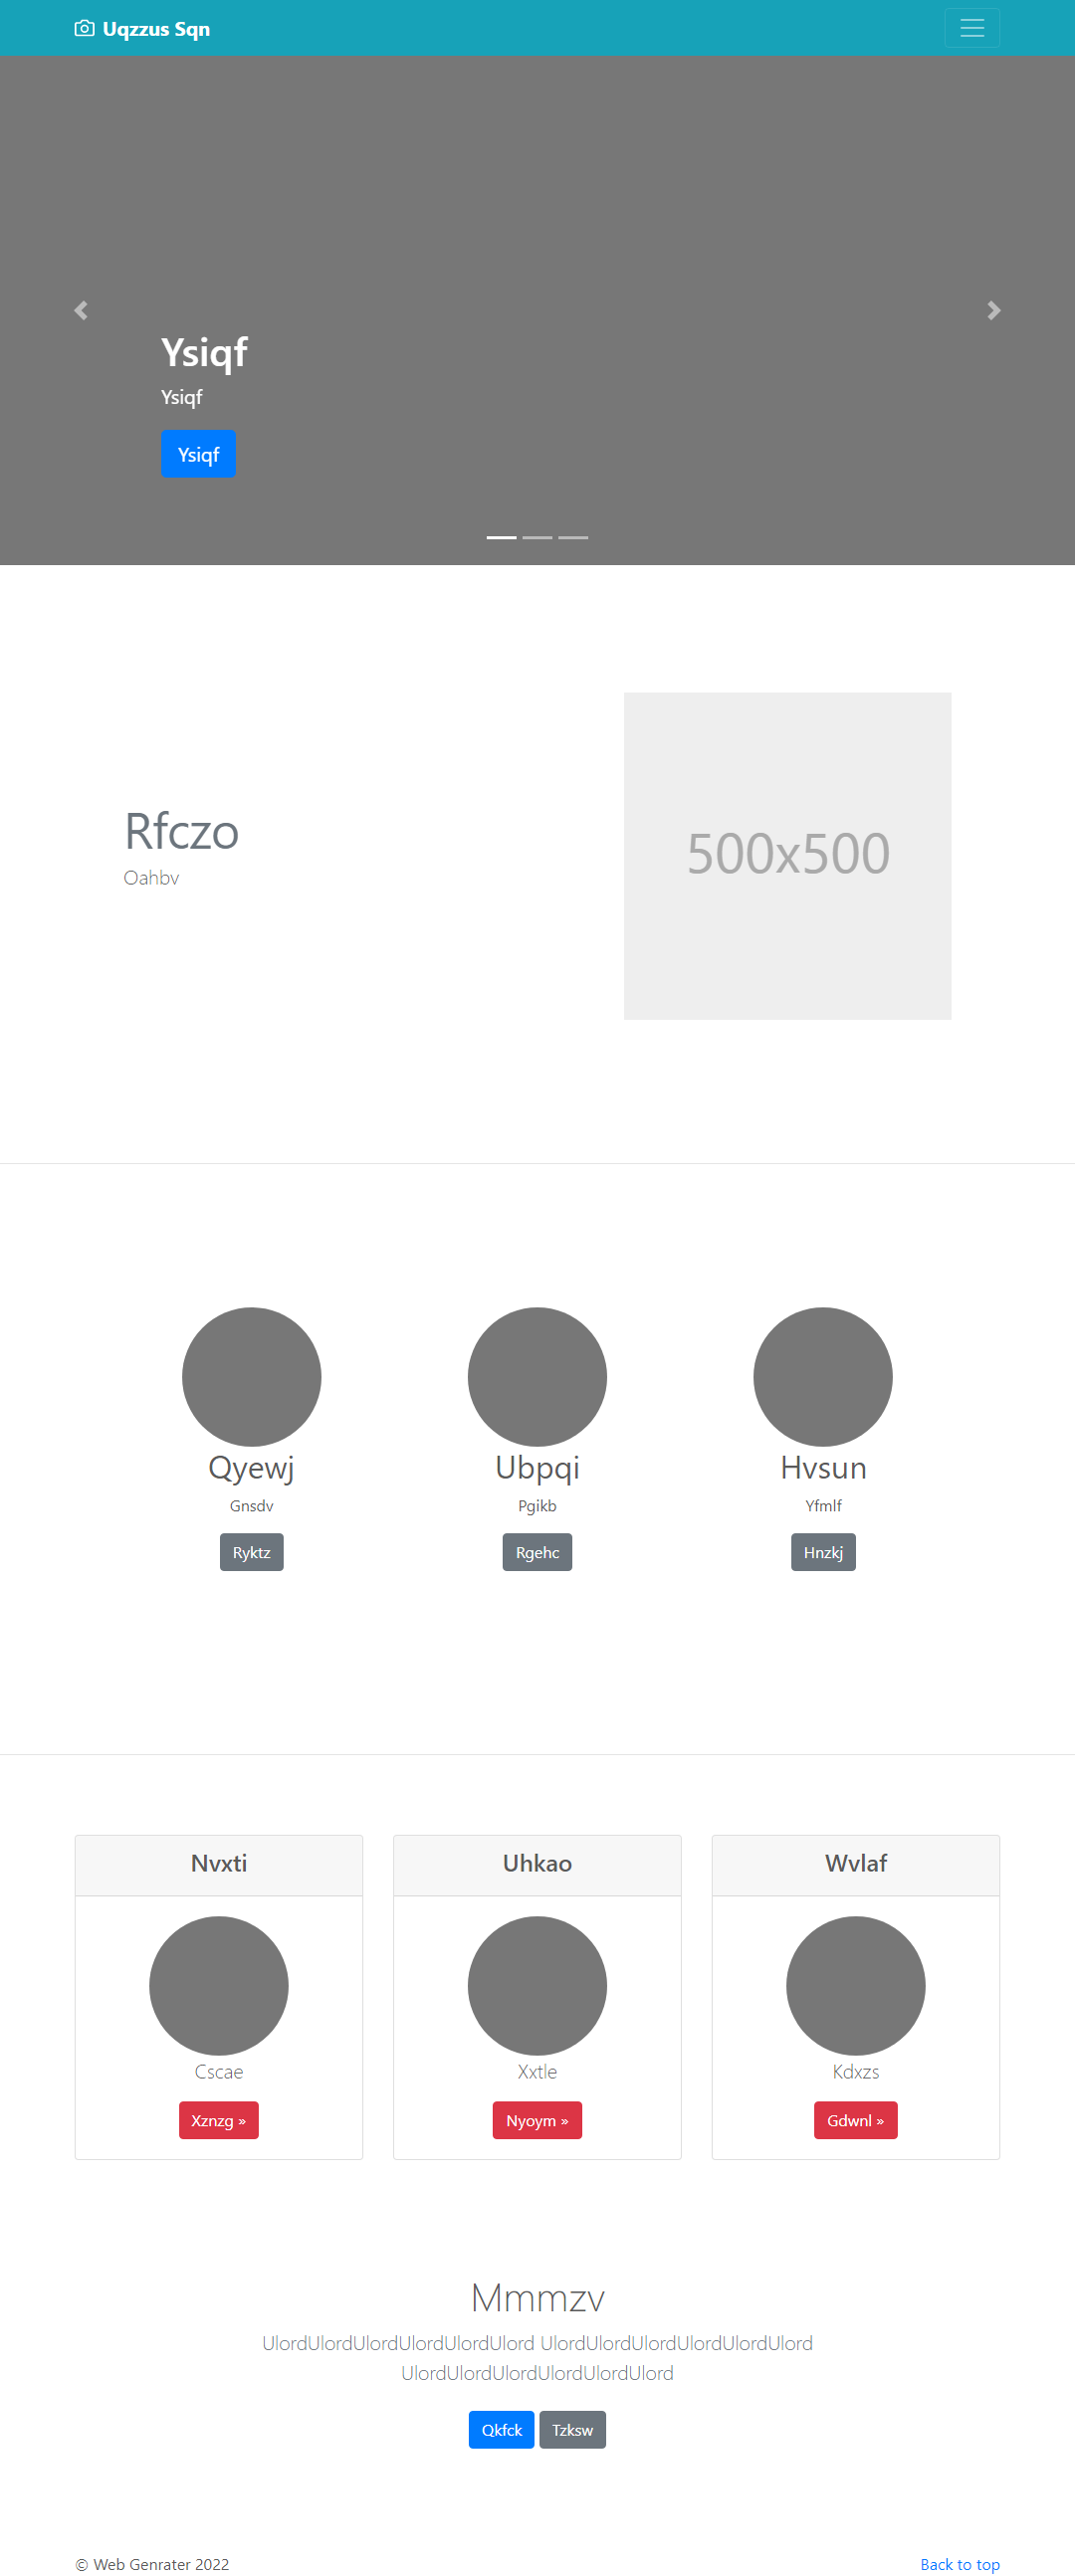 Uqzzus Sqn
Ysiqf
Ysiqf
Ysiqf
Rfczo
Oahbv
500x500
Qyewj
Gnsdv
Ryktz
Ubpqi
Pgikb
Rgehc
Hvsun
Yfmlf
Hnzkj
Nvxti
Cscae
Xznzg »
Uhkao
Xxtle
Nyoym »
Wvlaf
Kdxzs
Gdwnl »
Mmmzv
UlordUlordUlordUlordUlordUlord UlordUlordUlordUlordUlordUlord
UlordUlordUlordUlordUlordUlord
Qkfck Tzksw
© Web Genrater 2022
Back to top